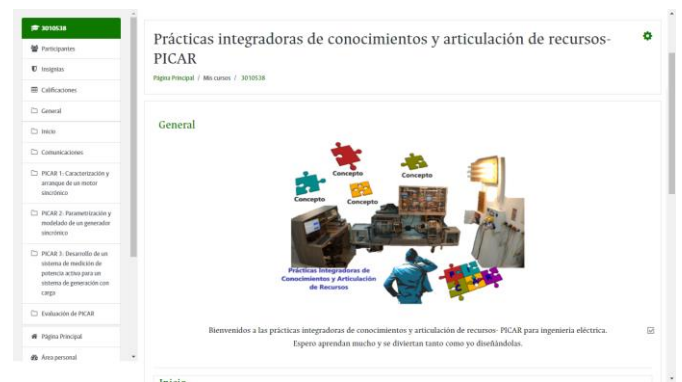 3010538
Participantes
Insignias
Calificaciones
General
Inicio
Comunicaciones
PICAR 1: Caracterización y
arranque de un motor
sincrónico
PICAR 2: Parametrización y
modelado de un generador
sincrónico
PICAR 3: Desarrollo de un
sistema de medición de
potencia activa para un
sistema de generación con
carga
Evaluación de PICAR
Página Principal
Área personal
Prácticas integradoras de conocimientos y articulación de recursos-
PICAR
Página Principal / Mis cursos / 3010538
General
Concepto
Concepto
Concepto
Concepto
Prácticas Integradoras de
Conocimientos y Articulación
de Recursos
Bienvenidos a las prácticas integradoras de conocimientos y articulación de recursos- PICAR para ingeniería eléctrica.
Espero aprendan mucho y se diviertan tanto como yo diseñándolas.
Inicio